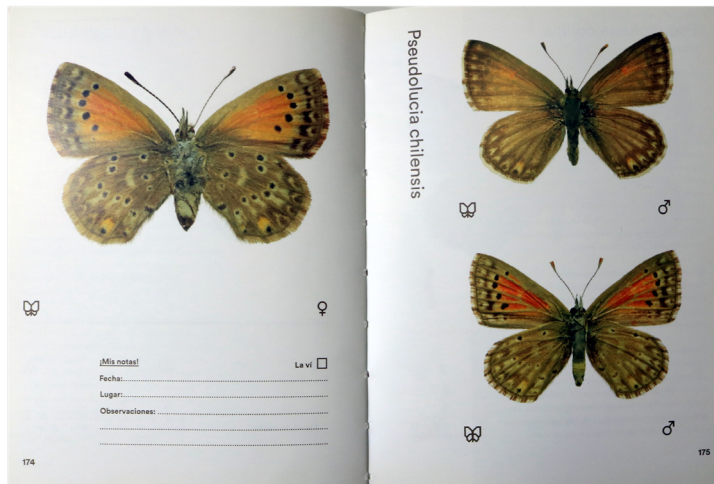 ¡Mis notas!
La ví
Fecha:
Lugar:
Observaciones:
174
Pseudolucia chilensis
175